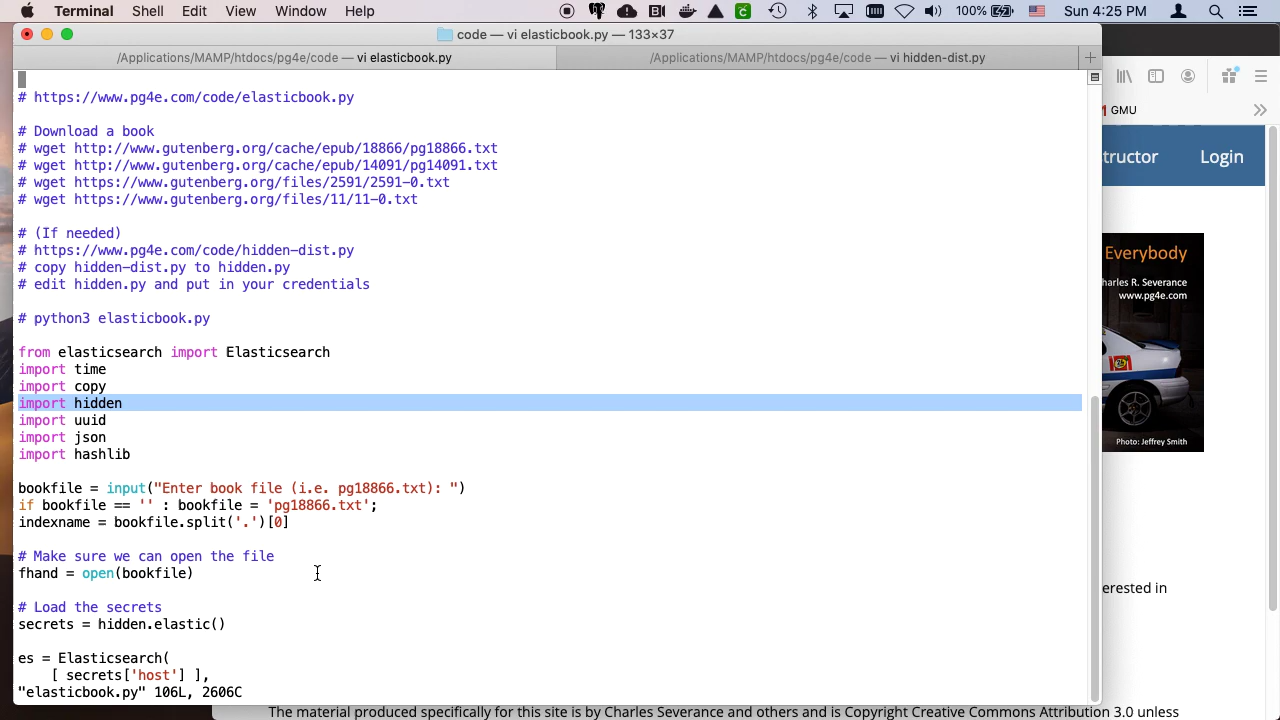 Terminal Shell Edit View Window Help
100% Sun 4:25 PM
code — vi elasticbook.py — 133×37
/Applications/MAMP/htdocs/pg4e/code — vi elasticbook.py
/Applications/MAMP/htdocs/pg4e/code — vi hidden-dist.py
# https://www.pg4e.com/code/elasticbook.py
# Download a book
# wget http://www.gutenberg.org/cache/epub/18866/pg18866.txt
# wget http://www.gutenberg.org/cache/epub/14091/pg14091.txt
# wget https://www.gutenberg.org/files/2591/2591-0.txt
# wget https://www.gutenberg.org/files/11/11-0.txt
# (If needed)
# https://www.pg4e.com/code/hidden-dist.py
# copy hidden-dist.py to hidden.py
# edit hidden.py and put in your credentials
# python3 elasticbook.py
from elasticsearch import Elasticsearch
import time
import copy
import hidden
import uuid
import json
import hashlib
bookfile = input("Enter book file (i.e. pg18866.txt): ")
if bookfile == '' : bookfile = 'pg18866.txt';
indexname = bookfile.split('.')[0]
# Make sure we can open the file
fhand = open(bookfile)
# Load the secrets
secrets = hidden.elastic()
es = Elasticsearch(
[ secrets['host'] ],
"elasticbook.py" 106L, 2606C
GMU
tructor Login
Everybody
harles R. Severance
www.pg4e.com
Photo: Jeffrey Smith
erested in
The material produced specifically for this site is by Charles Severance and others and is Copyright Creative Commons Attribution 3.0 unless